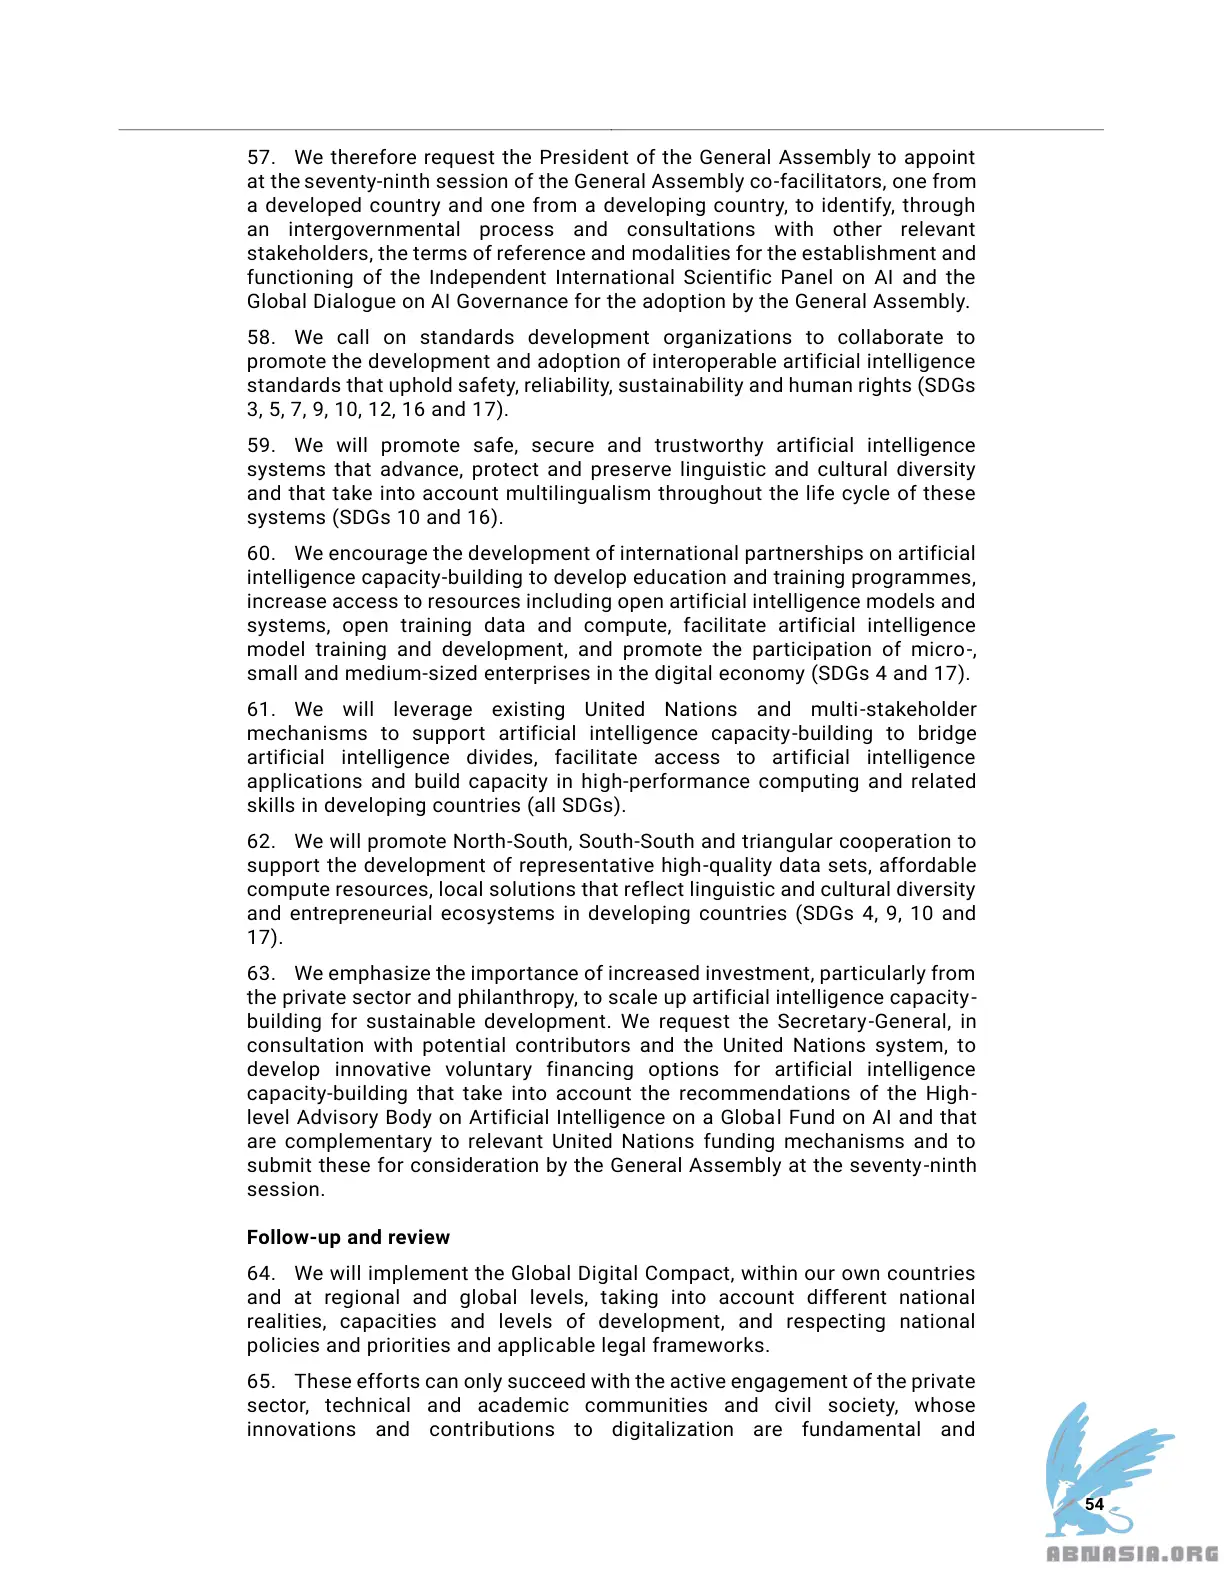 57. We therefore request the President of the General Assembly to appoint
at the seventy-ninth session of the General Assembly co-facilitators, one from
a developed country and one from a developing country, to identify, through
an intergovernmental process and consultations with other relevant
stakeholders, the terms of reference and modalities for the establishment and
functioning of the Independent International Scientific Panel on AI and the
Global Dialogue on AI Governance for the adoption by the General Assembly.
58. We call on standards development organizations to collaborate to
promote the development and adoption of interoperable artificial intelligence
standards that uphold safety, reliability, sustainability and human rights (SDGs
3, 5, 7, 9, 10, 12, 16 and 17).
59. We will promote safe, secure and trustworthy artificial intelligence
systems that advance, protect and preserve linguistic and cultural diversity
and that take into account multilingualism throughout the life cycle of these
systems (SDGs 10 and 16).
60. We encourage the development of international partnerships on artificial
intelligence capacity-building to develop education and training programmes,
increase access to resources including open artificial intelligence models and
systems, open training data and compute, facilitate artificial intelligence
model training and development, and promote the participation of micro-,
small and medium-sized enterprises in the digital economy (SDGs 4 and 17).
61. We will leverage existing United Nations and multi-stakeholder
mechanisms to support artificial intelligence capacity-building to bridge
artificial intelligence divides, facilitate access to artificial intelligence
applications and build capacity in high-performance computing and related
skills in developing countries (all SDGs).
62. We will promote North-South, South-South and triangular cooperation to
support the development of representative high-quality data sets, affordable
compute resources, local solutions that reflect linguistic and cultural diversity
and entrepreneurial ecosystems in developing countries (SDGs 4, 9, 10 and
17).
63. We emphasize the importance of increased investment, particularly from
the private sector and philanthropy, to scale up artificial intelligence capacity-
building for sustainable development. We request the Secretary-General, in
consultation with potential contributors and the United Nations system, to
develop innovative voluntary financing options for artificial intelligence
capacity-building that take into account the recommendations of the High-
level Advisory Body on Artificial Intelligence on a Global Fund on AI and that
are complementary to relevant United Nations funding mechanisms and to
submit these for consideration by the General Assembly at the seventy-ninth
session.
Follow-up and review
64. We will implement the Global Digital Compact, within our own countries
and at regional and global levels, taking into account different national
realities, capacities and levels of development, and respecting national
policies and priorities and applicable legal frameworks.
65. These efforts can only succeed with the active engagement of the private
sector, technical and academic communities and civil society, whose
innovations and contributions to digitalization are fundamental and
54
ABNASIA.ORG